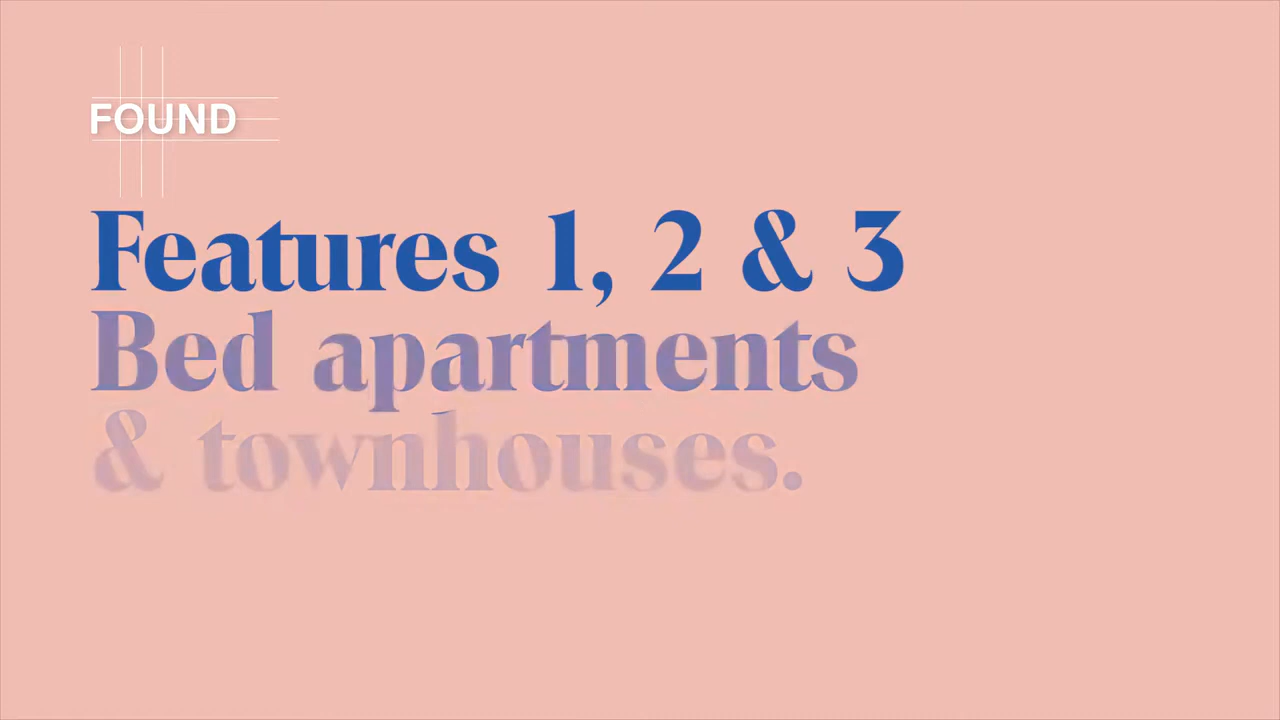 FOUND
Features 1, 2 & 3
Bed apartments
& townhouses.